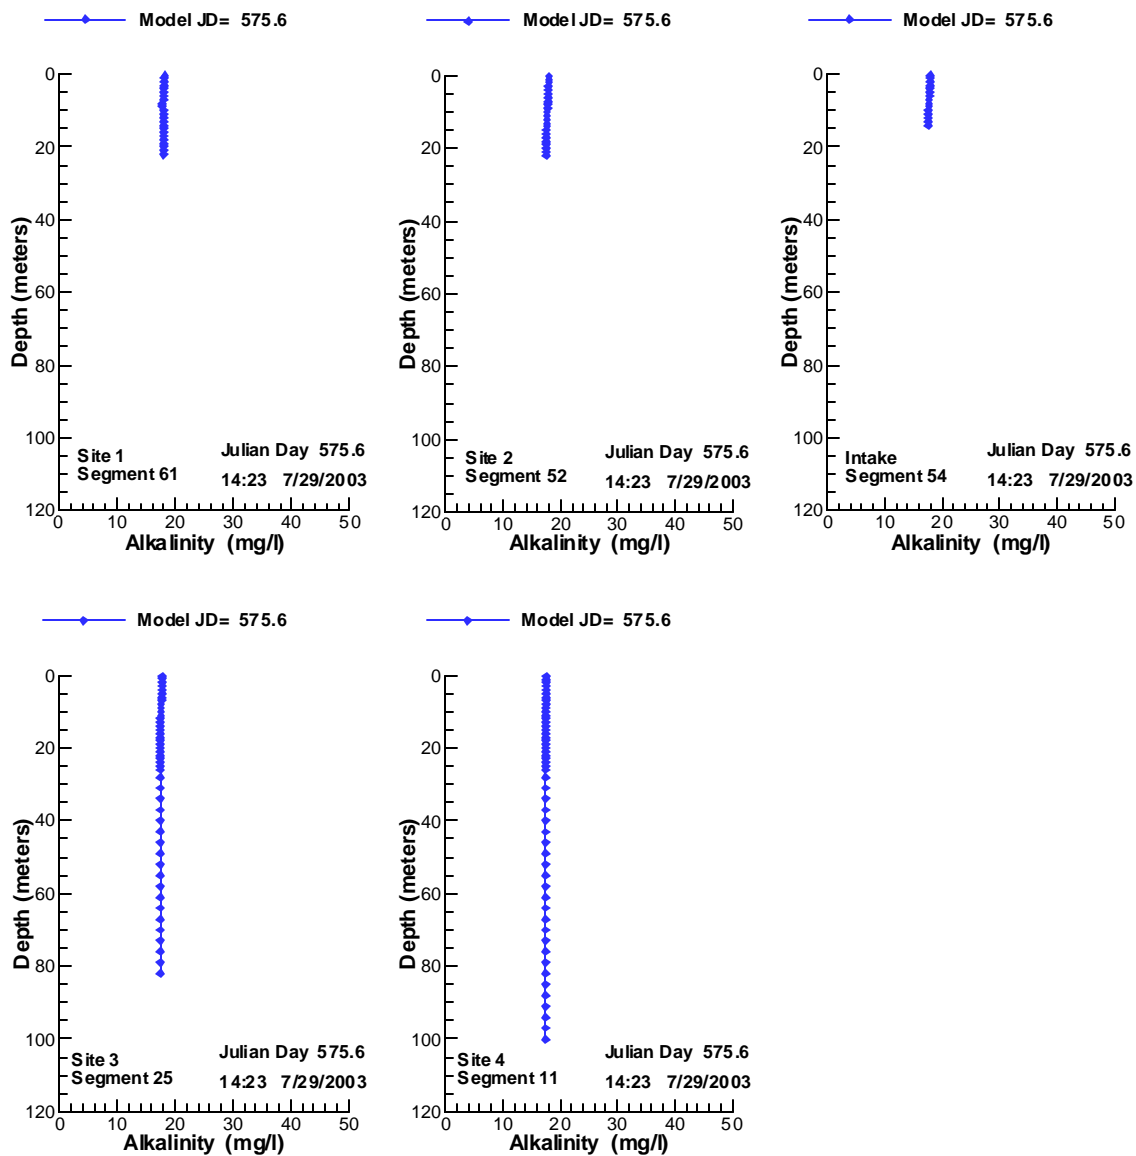 Model JD= 575.6
0
20
40
60
80
100
120
Depth (meters)
Site 1
Segment 61
Julian Day 575.6
14:23 7/29/2003
0 10 20 30 40 50
Alkalinity (mg/l)
Model JD= 575.6
0
20
40
60
80
100
120
Depth (meters)
Site 2
Segment 52
Julian Day 575.6
14:23 7/29/2003
0 10 20 30 40 50
Alkalinity (mg/l)
Model JD= 575.6
0
20
40
60
80
100
120
Depth (meters)
Intake
Segment 54
Julian Day 575.6
14:23 7/29/2003
0 10 20 30 40 50
Alkalinity (mg/l)
Model JD= 575.6
0
20
40
60
80
100
120
Depth (meters)
Site 3
Segment 25
Julian Day 575.6
14:23 7/29/2003
0 10 20 30 40 50
Alkalinity (mg/l)
Model JD= 575.6
0
20
40
60
80
100
120
Depth (meters)
Site 4
Segment 11
Julian Day 575.6
14:23 7/29/2003
0 10 20 30 40 50
Alkalinity (mg/l)